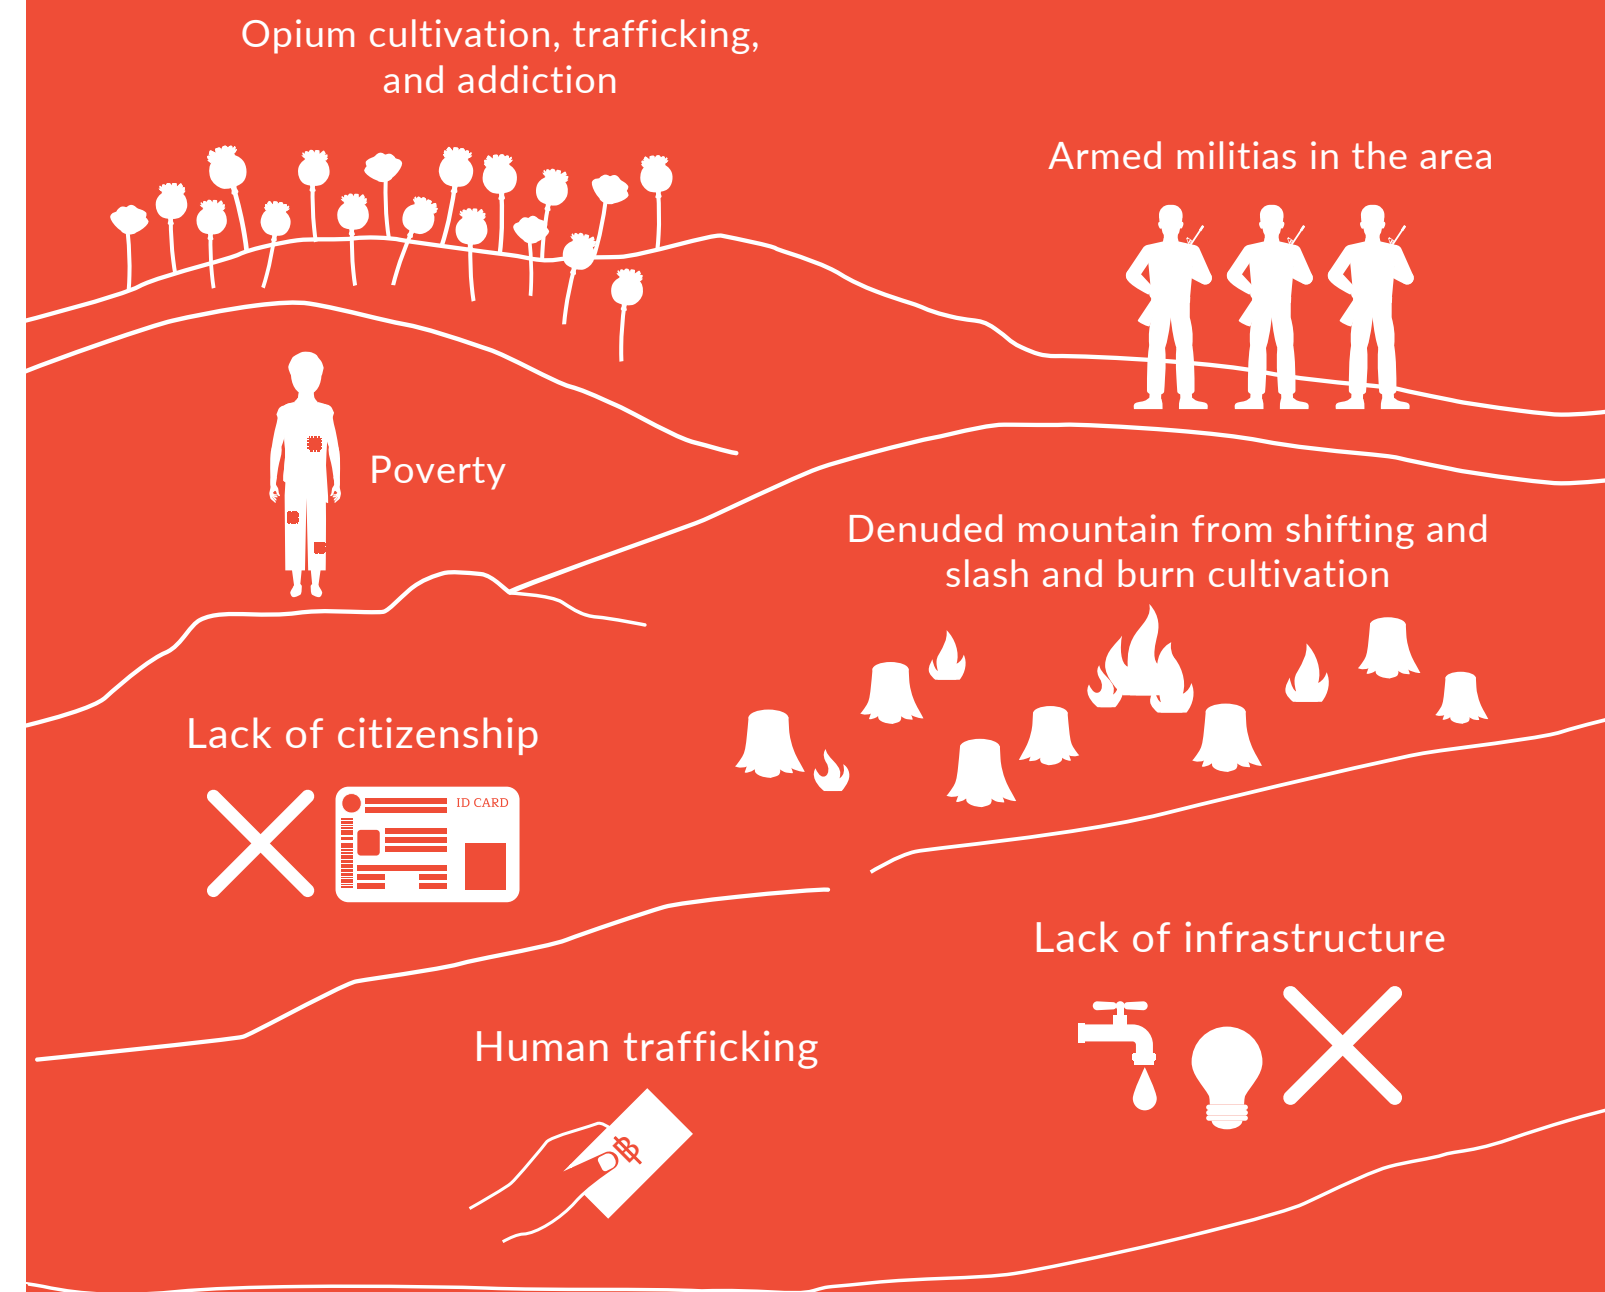 Opium cultivation, trafficking,
and addiction
Armed militias in the area
Poverty
Denuded mountain from shifting and
slash and burn cultivation
Lack of citizenship
ID CARD
Lack of infrastructure
Human trafficking
฿